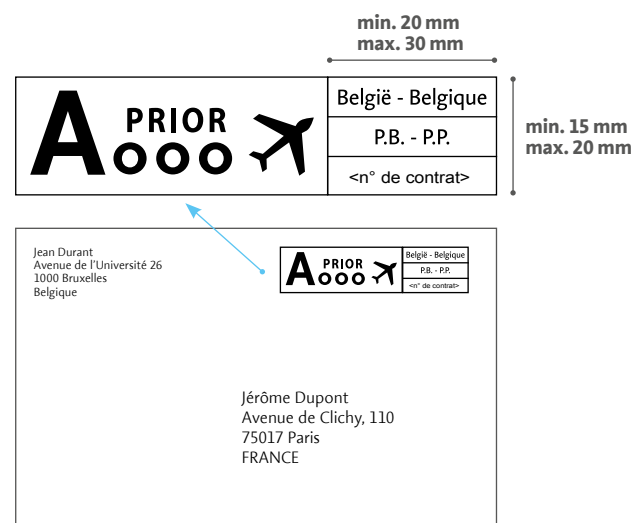 min. 20 mm
max. 30 mm
A PRIOR
België - Belgique
P.B. - P.P.
<n° de contrat>
min. 15 mm
max. 20 mm
Jean Durant
Avenue de l'Université 26
1000 Bruxelles
Belgique
A PRIOR
België - Belgique
P.B. - P.P.
<n° de contrat>
Jérôme Dupont
Avenue de Clichy, 110
75017 Paris
FRANCE